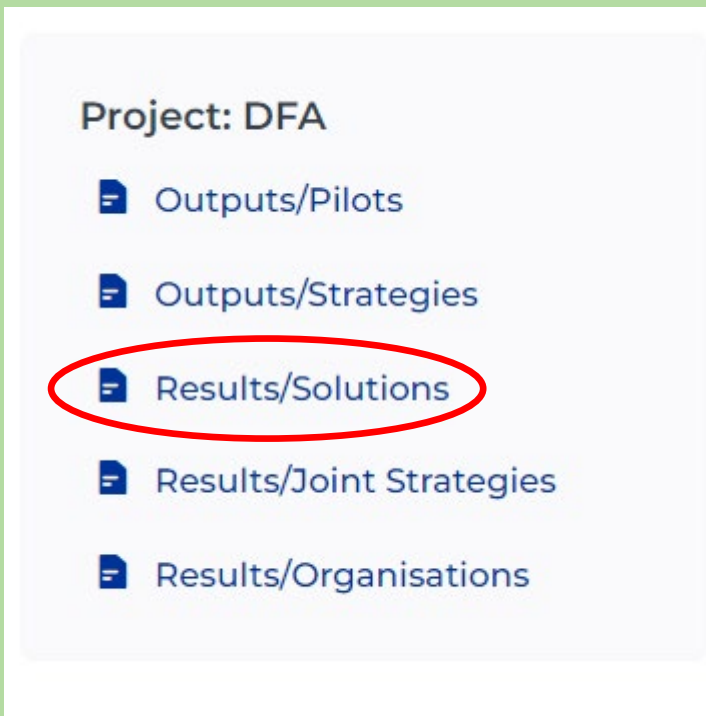 Project: DFA
Outputs/Pilots
Outputs/Strategies
Results/Solutions
Results/Joint Strategies
Results/Organisations